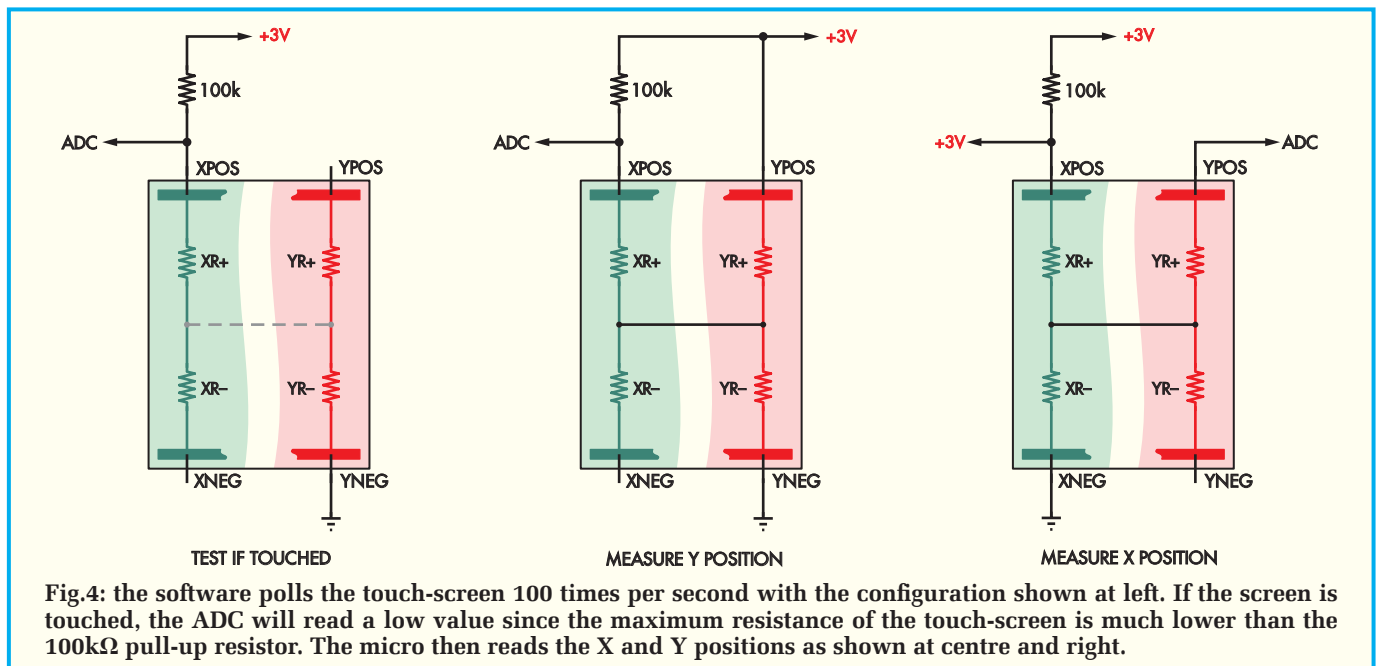 +3V
100k
ADC
XPOS
YPOS
XR+
YR+
XR–
YR–
XNEG
YNEG
TEST IF TOUCHED
+3V
100k
ADC
XPOS
YPOS
XR+
YR+
XR–
YR–
XNEG
YNEG
MEASURE Y POSITION
+3V
100k
+3V
ADC
XPOS
YPOS
XR+
YR+
XR–
YR–
XNEG
YNEG
MEASURE X POSITION
Fig.4: the software polls the touch-screen 100 times per second with the configuration shown at left. If the screen is
touched, the ADC will read a low value since the maximum resistance of the touch-screen is much lower than the
100kΩ pull-up resistor. The micro then reads the X and Y positions as shown at centre and right.